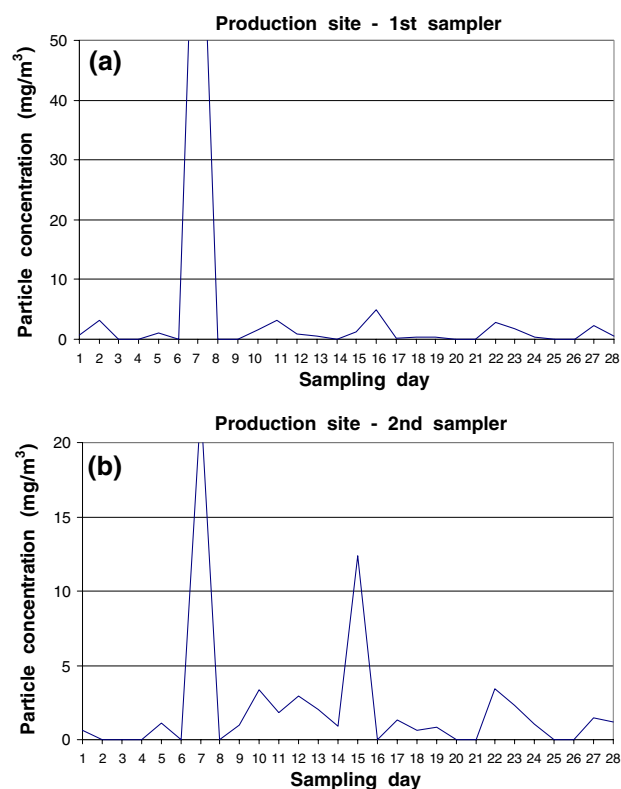 Production site - 1st sampler
(a)
Particle concentration (mg/m³)
50
40
30
20
10
0
1 2 3 4 5 6 7 8 9 10 11 12 13 14 15 16 17 18 19 20 21 22 23 24 25 26 27 28
Sampling day
Production site - 2nd sampler
(b)
Particle concentration (mg/m³)
20
15
10
5
0
1 2 3 4 5 6 7 8 9 10 11 12 13 14 15 16 17 18 19 20 21 22 23 24 25 26 27 28
Sampling day